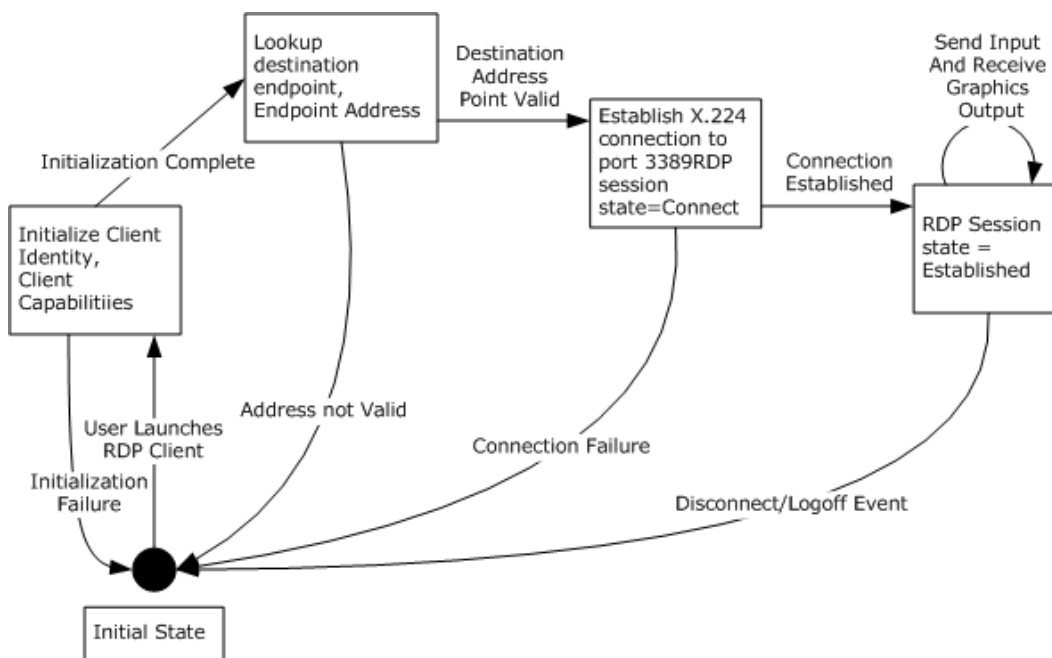 Lookup
destination
endpoint,
Endpoint Address
Destination
Address
Point Valid
Send Input
And Receive
Graphics
Output
Establish X.224
connection to
port 3389RDP
session
state=Connect
Connection
Established
Initialization Complete
Initialize Client
Identity,
Client
Capabilitiies
RDP Session
state =
Established
Address not Valid
User Launches
RDP Client
Connection Failure
Initialization
Failure
Disconnect/Logoff Event
Initial State